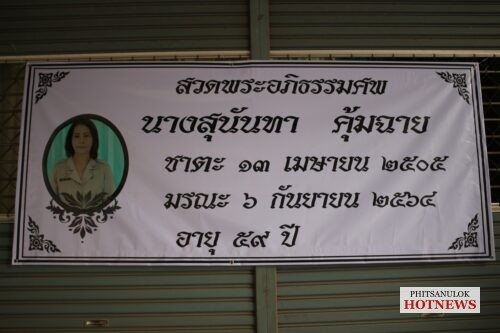 สวดพระอภิธรรมศพ
นางสุนันทา คุ้มฉาย
ชาตะ ๑๓ เมษายน ๒๕๐๕
มรณะ ๖ กันยายน ๒๕๖๔
อายุ ๕๙ ปี
PHITSANULOK
HOTNEWS